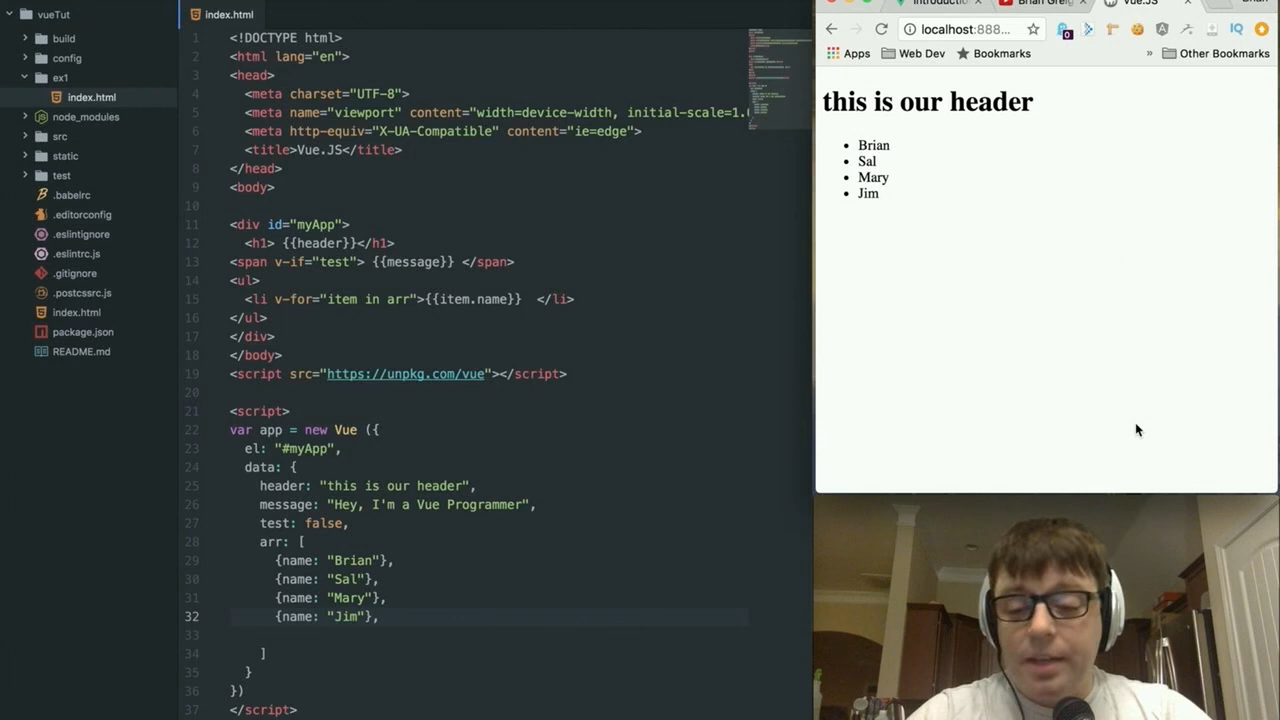 vueTut
build
config
ex1
index.html
node_modules
src
static
test
.babelrc
.editorconfig
.eslintignore
.eslintrc.js
.gitignore
.postcssrc.js
index.html
package.json
README.md
index.html
1 <!DOCTYPE html>
2 <html lang="en">
3 <head>
4 <meta charset="UTF-8">
5 <meta name="viewport" content="width=device-width, initial-scale=1.
6 <meta http-equiv="X-UA-Compatible" content="ie=edge">
7 <title>Vue.JS</title>
8 </head>
9 <body>
10
11 <div id="myApp">
12 <h1> {{header}}</h1>
13 <span v-if="test"> {{message}} </span>
14 <ul>
15 <li v-for="item in arr">{{item.name}}  </li>
16 </ul>
17 </div>
18 </body>
19 <script src="https://unpkg.com/vue"></script>
20
21 <script>
22 var app = new Vue ({
23 el: "#myApp",
24 data: {
25 header: "this is our header",
26 message: "Hey, I'm a Vue Programmer",
27 test: false,
28 arr: [
29 {name: "Brian"},
30 {name: "Sal"},
31 {name: "Mary"},
32 {name: "Jim"},
33
34 ]
35 }
36 })
37 </script>
Vue.JS
localhost:888...
0
IQ
Apps Web Dev Bookmarks » Other Bookmarks
this is our header
• Brian
• Sal
• Mary
• Jim